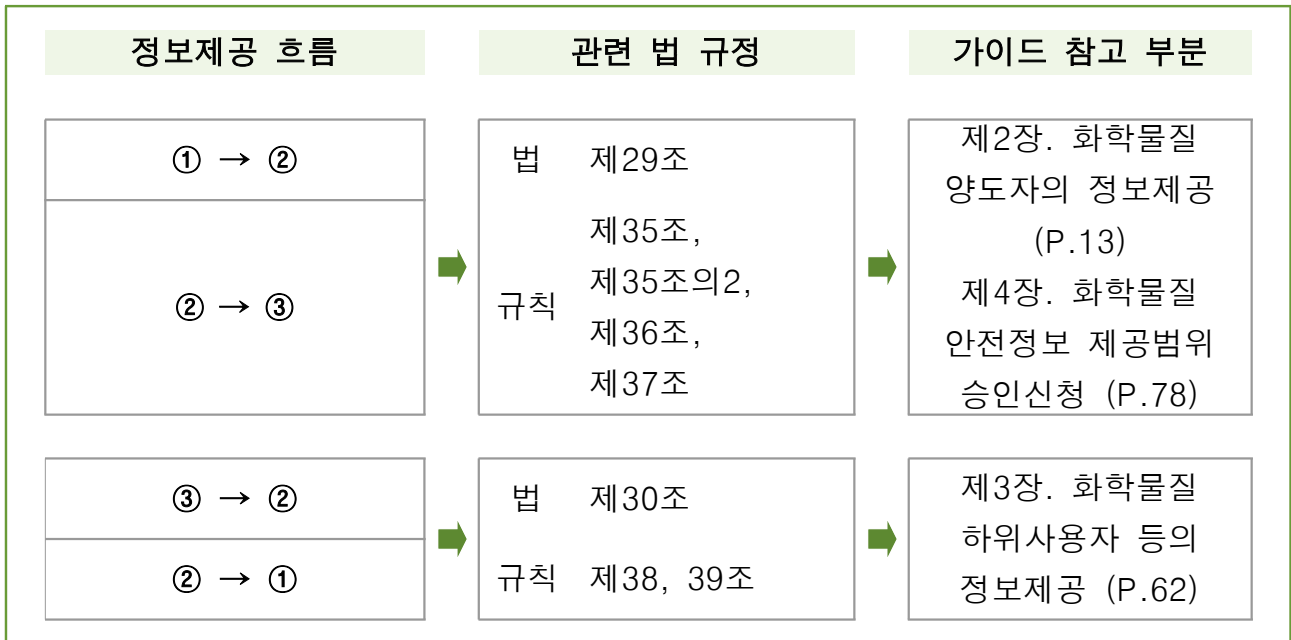 정보제공 흐름
관련 법 규정
가이드 참고 부분
① → ②
② → ③
법 제29조
규칙
제35조,
제35조의2,
제36조,
제37조
제2장. 화학물질
양도자의 정보제공
(P.13)
제4장. 화학물질
안전정보 제공범위
승인신청 (P.78)
③ → ②
② → ①
법 제30조
규칙 제38, 39조
제3장. 화학물질
하위사용자 등의
정보제공 (P.62)